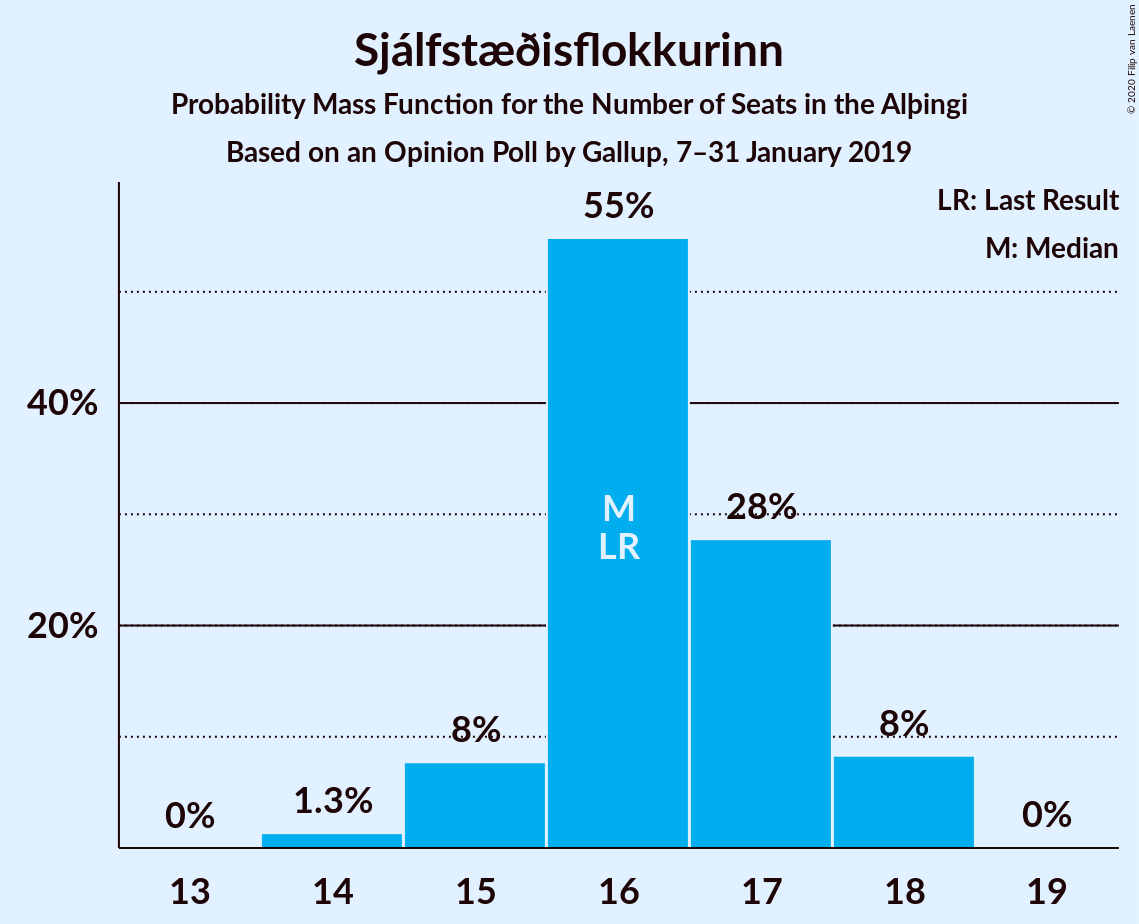 Sjálfstæðisflokkurinn
Probability Mass Function for the Number of Seats in the Alþingi
Based on an Opinion Poll by Gallup, 7–31 January 2019
© 2020 Filip van Laenen
LR: Last Result
M: Median
55%
40%
28%
M
LR
20%
8%
8%
1.3%
0%
0%
13 14 15 16 17 18 19